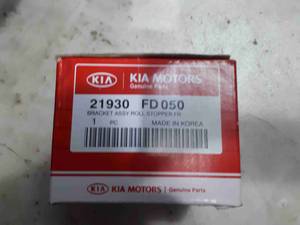 KIA KIA MOTORS
Genuine Parts
21930 FD050
BRACKET ASSY ROLL STOPPER FR
1 PC MADE IN KOREA
KIA KIA MOTORS Genuine Parts